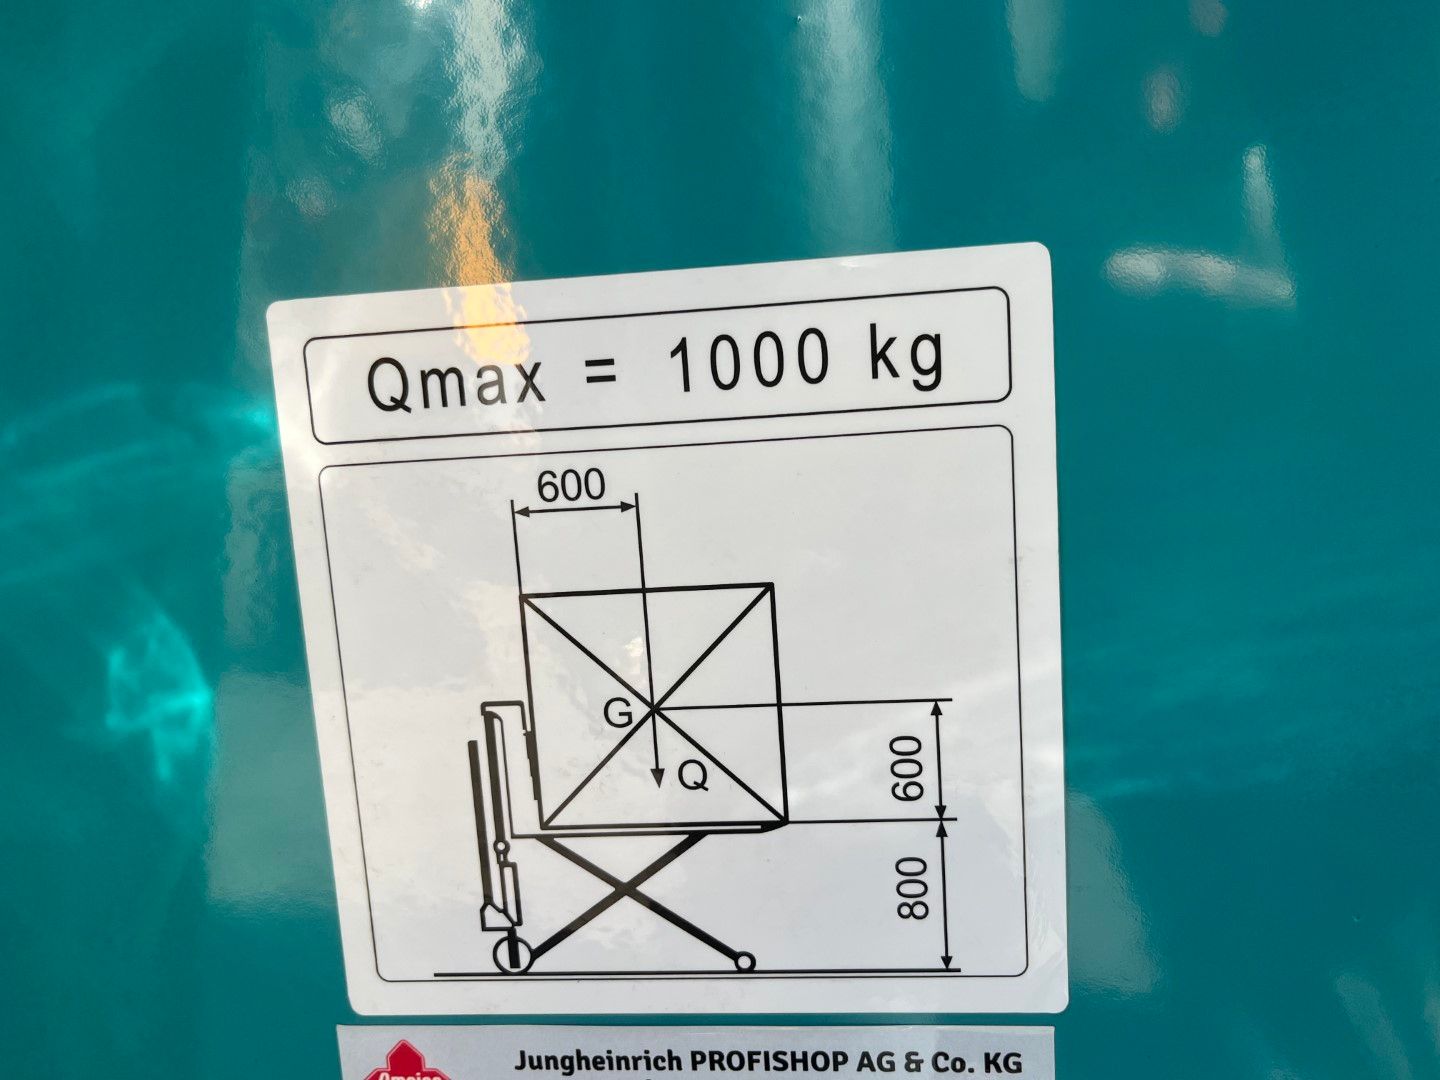 Qmax = 1000 kg
600
G
Q
600
800
Jungheinrich PROFISHOP AG & Co. KG